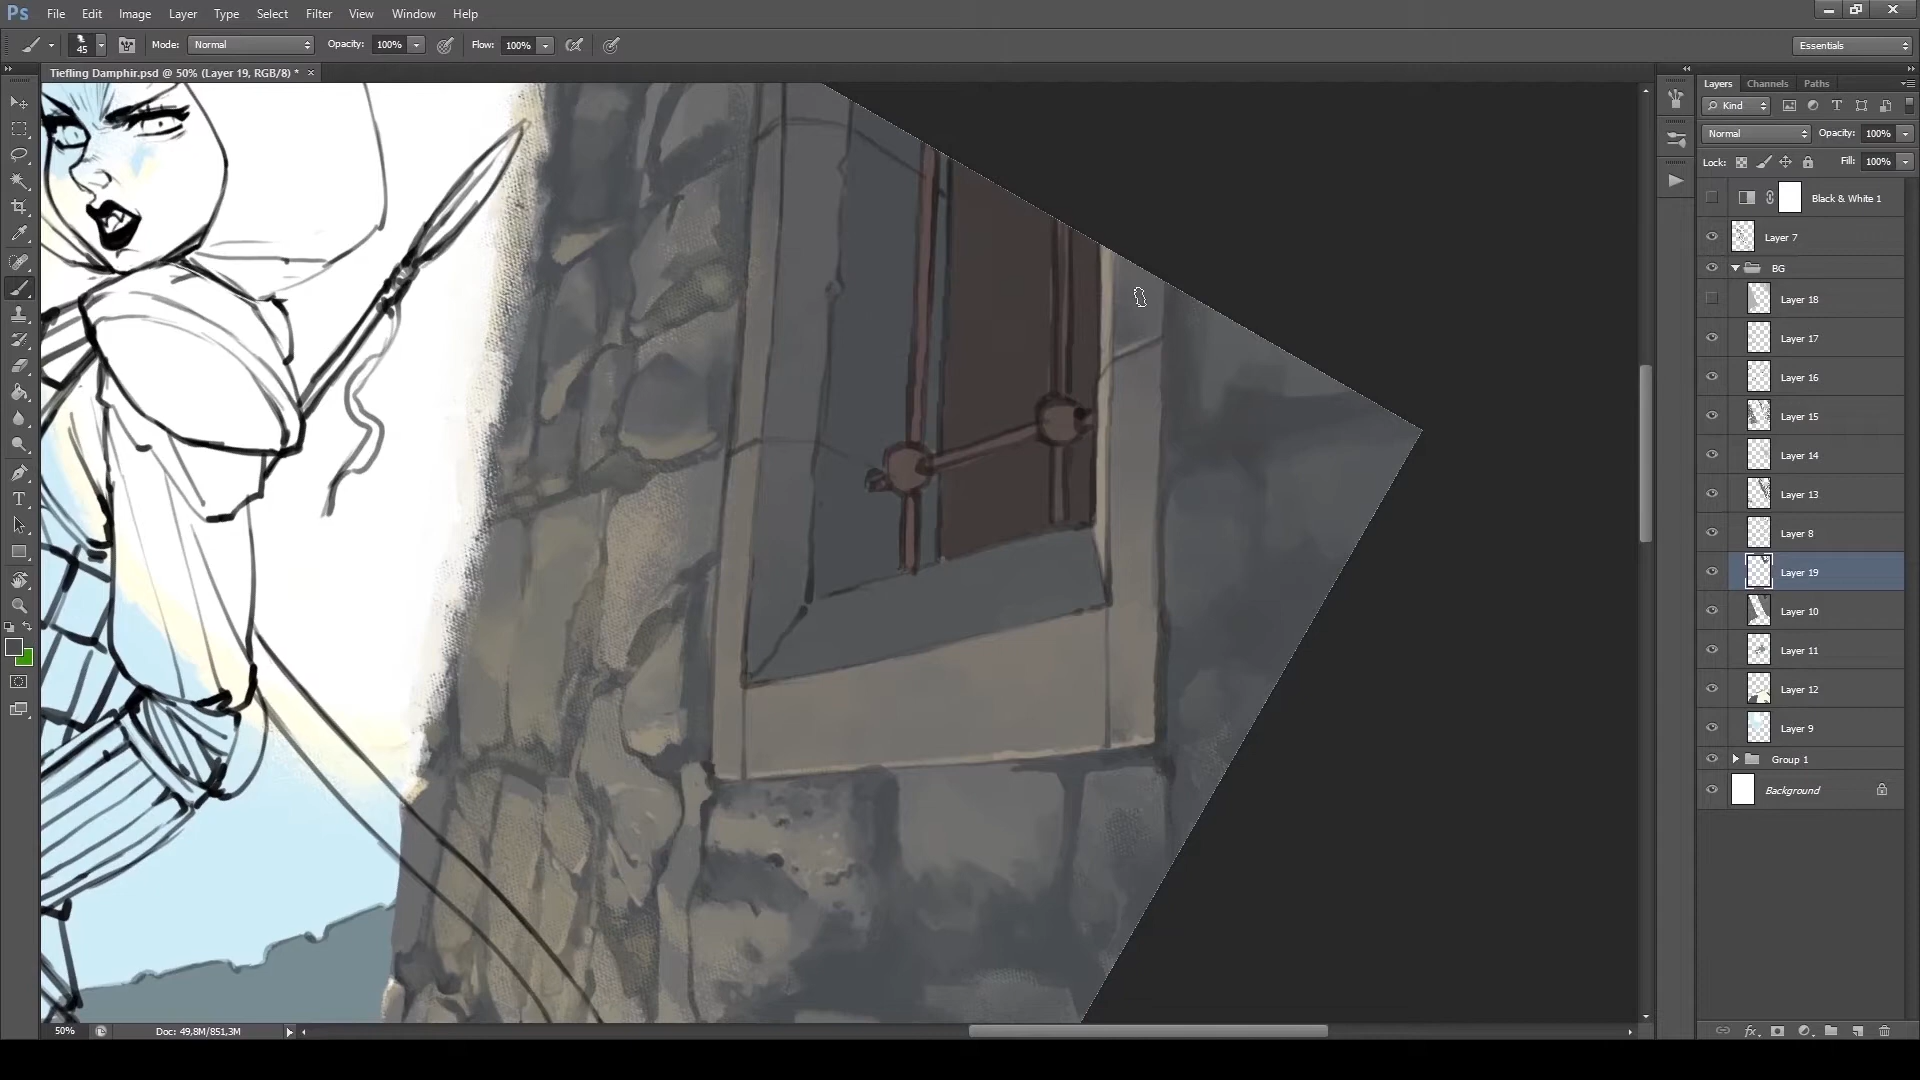 Ps File Edit Image Layer Type Select Filter View Window Help
45 Mode: Normal Opacity: 100% Flow: 100% Essentials
Tiefling Damphir.psd @ 50% (Layer 19, RGB/8) * ×
Layers Channels Paths
Kind
Normal Opacity: 100%
Lock: Fill: 100%
Black & White 1
Layer 7
BG
Layer 18
Layer 17
Layer 16
Layer 15
Layer 14
Layer 13
Layer 8
Layer 19
Layer 10
Layer 11
Layer 12
Layer 9
Group 1
Background
50% Doc: 49,8M/851,3M